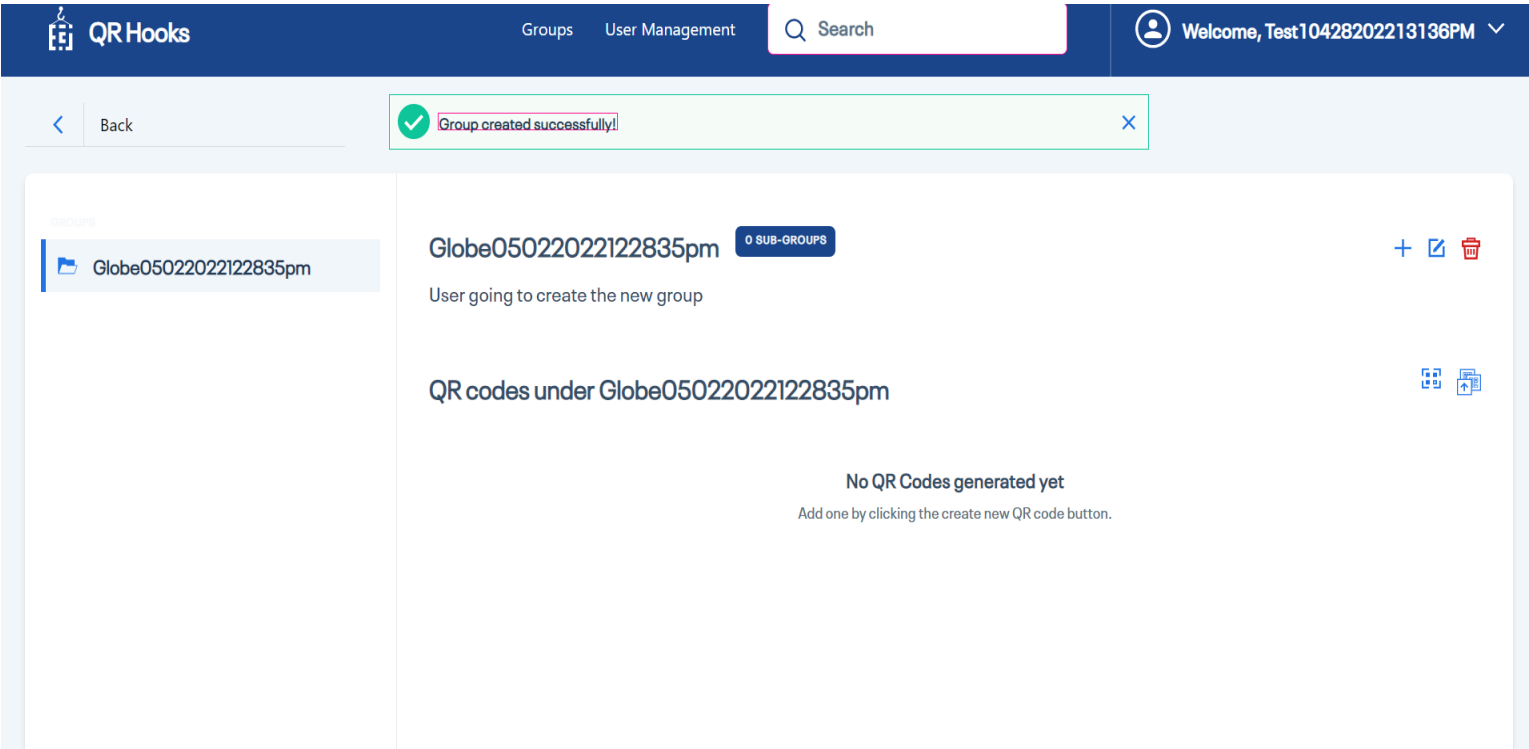 QR Hooks
Groups
User Management
Search
Welcome, Test10428202213136PM
Back
Group created successfully!
GROUPS
Globe05022022122835pm
Globe05022022122835pm
0 SUB-GROUPS
User going to create the new group
QR codes under Globe05022022122835pm
No QR Codes generated yet
Add one by clicking the create new QR code button.